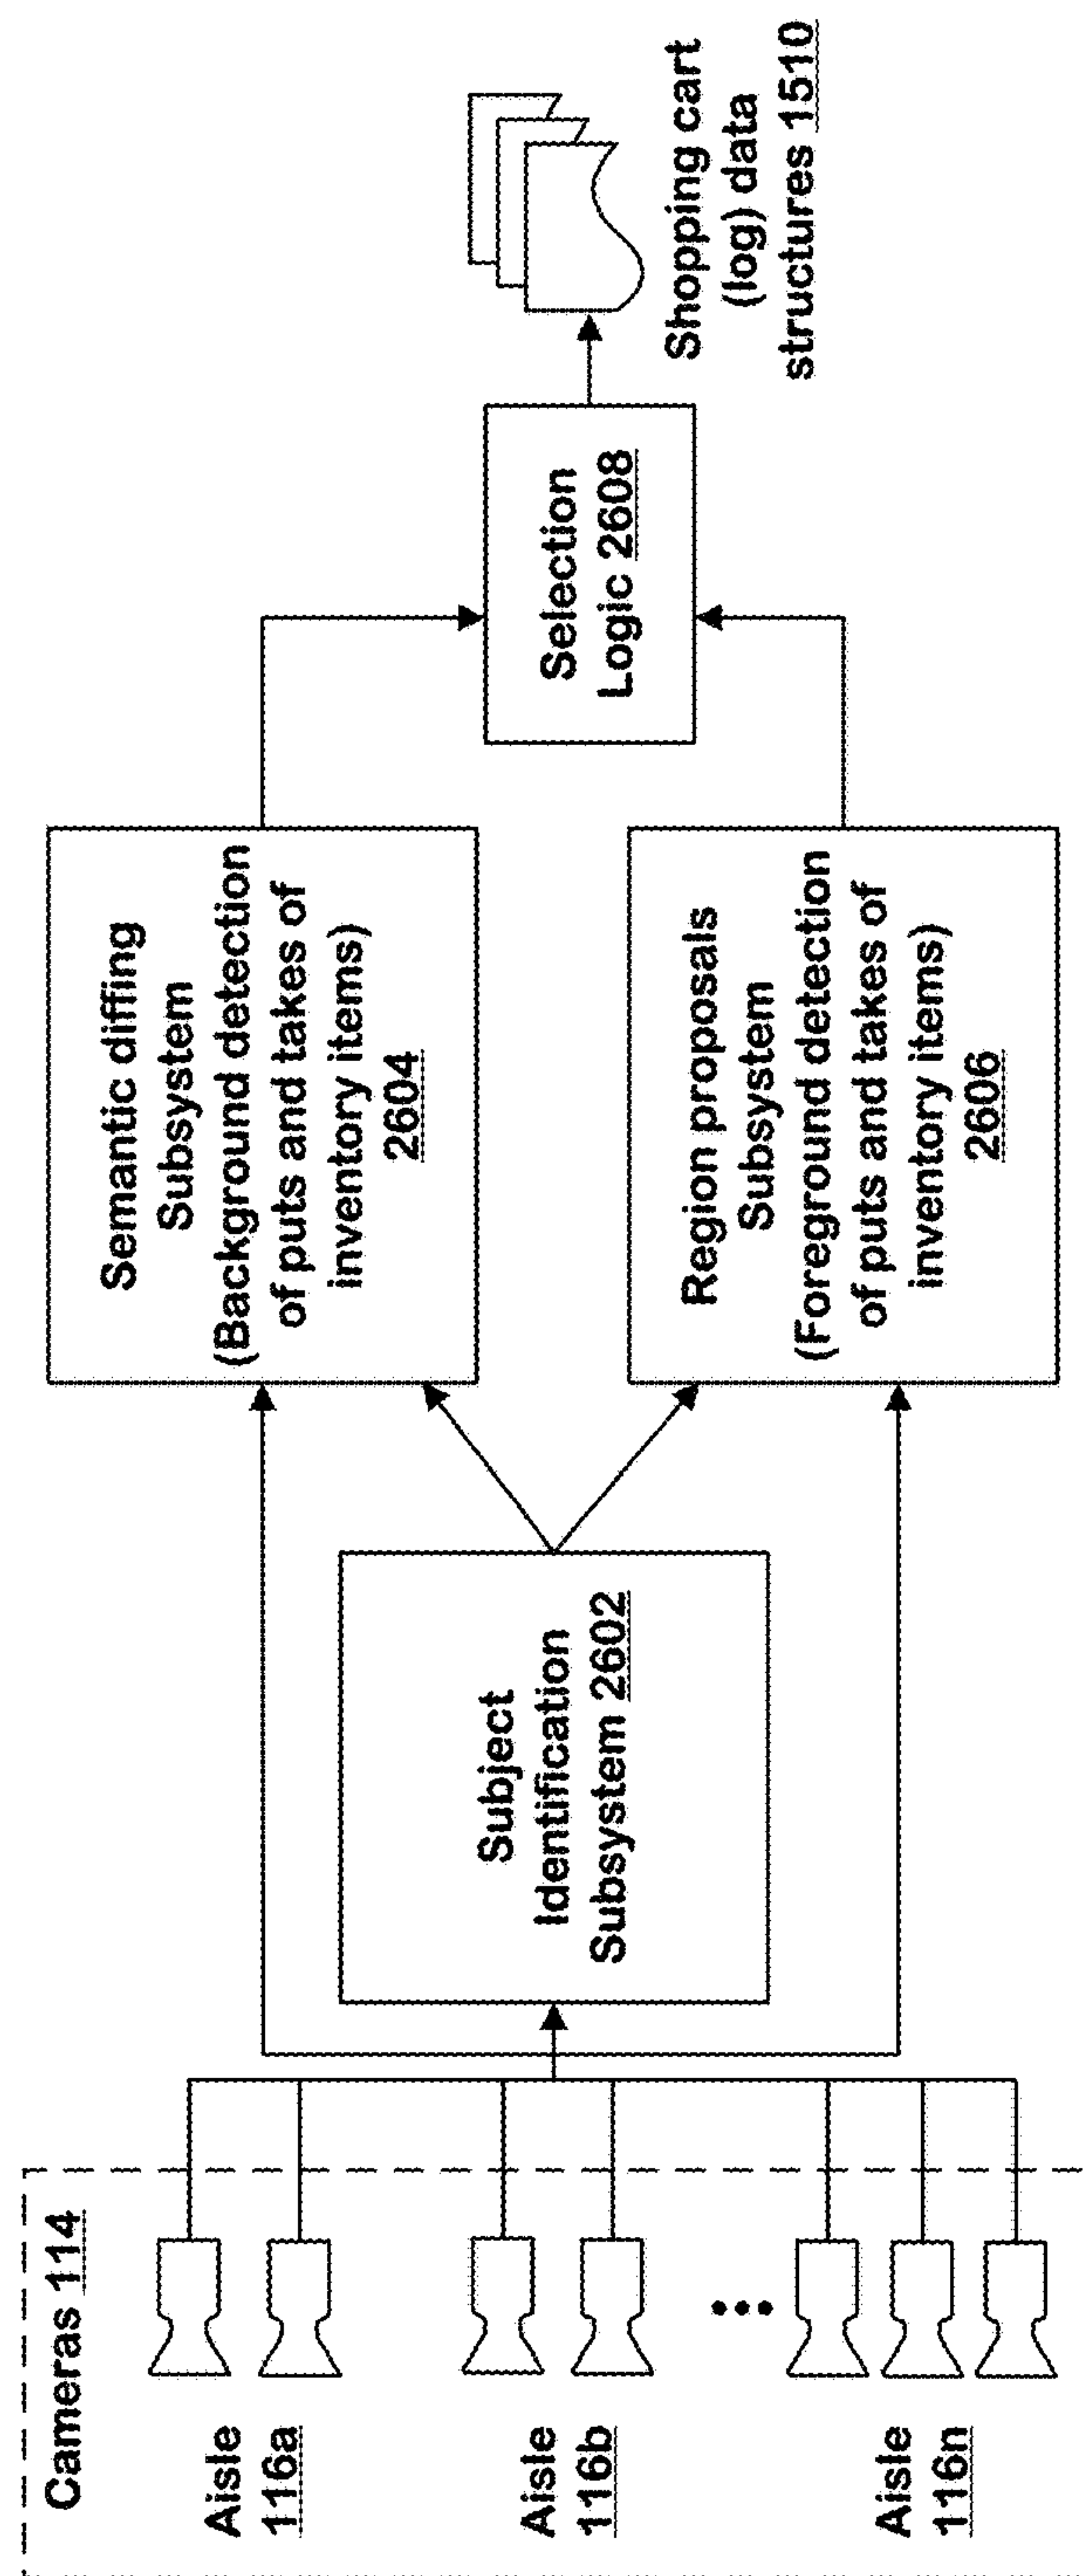 Cameras 114
Aisle
116a
Aisle
116b
Aisle
116n
Subject
Identification
Subsystem 2602
Semantic diffing
Subsystem
(Background detection
of puts and takes of
inventory items)
2604
Region proposals
Subsystem
(Foreground detection
of puts and takes of
inventory items)
2606
Selection
Logic 2608
Shopping cart
(log) data
structures 1510